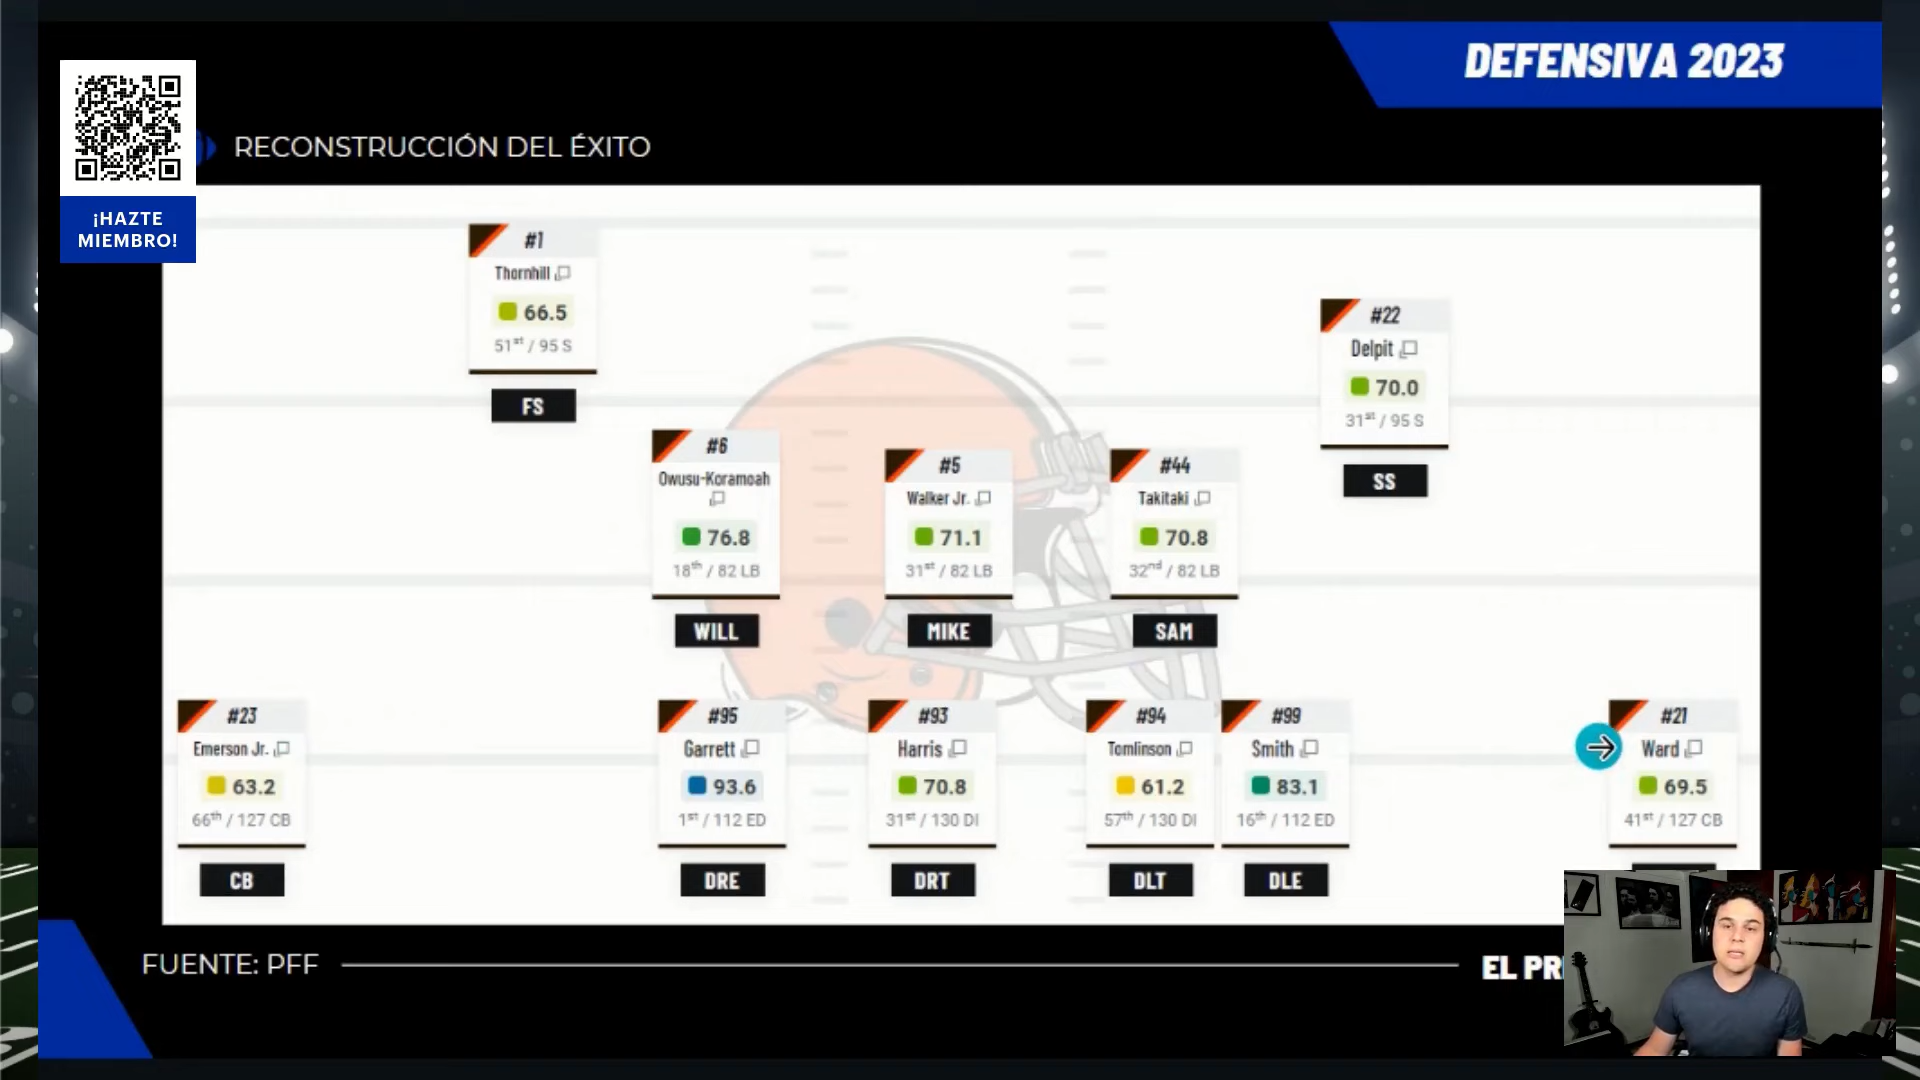 DEFENSIVA 2023
RECONSTRUCCIÓN DEL ÉXITO
¡HAZTE
MIEMBRO!
#1
Thornhill
66.5
51st / 95 S
FS
#22
Delpit
70.0
31st / 95 S
SS
#6
Owusu-Koramoah
76.8
18th / 82 LB
WILL
#5
Walker Jr.
71.1
31st / 82 LB
MIKE
#44
Takitaki
70.8
32nd / 82 LB
SAM
#23
Emerson Jr.
63.2
66th / 127 CB
CB
#95
Garrett
93.6
1st / 112 ED
DRE
#93
Harris
70.8
31st / 130 DI
DRT
#94
Tomlinson
61.2
57th / 130 DI
DLT
#99
Smith
83.1
16th / 112 ED
DLE
#21
Ward
69.5
41st / 127 CB
FUENTE: PFF
EL PR